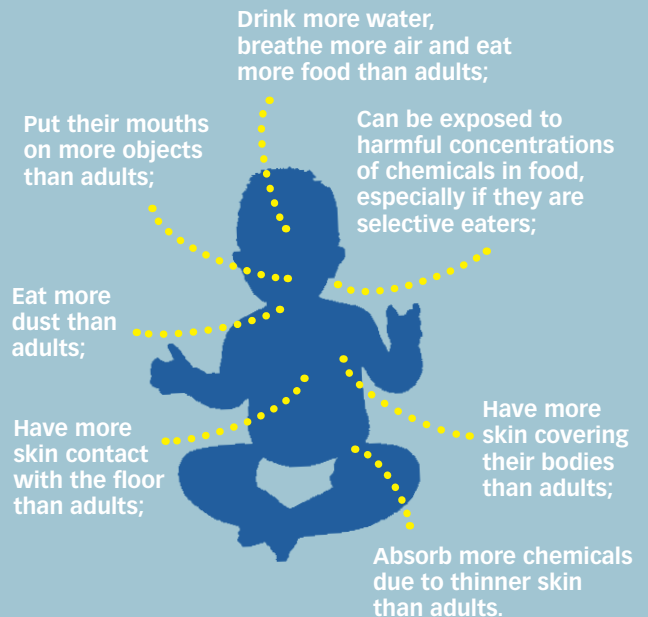 Drink more water,
breathe more air and eat
more food than adults;
Put their mouths
on more objects
than adults;
Can be exposed to
harmful concentrations
of chemicals in food,
especially if they are
selective eaters;
Eat more
dust than
adults;
Have more
skin contact
with the floor
than adults;
Have more
skin covering
their bodies
than adults;
Absorb more chemicals
due to thinner skin
than adults.